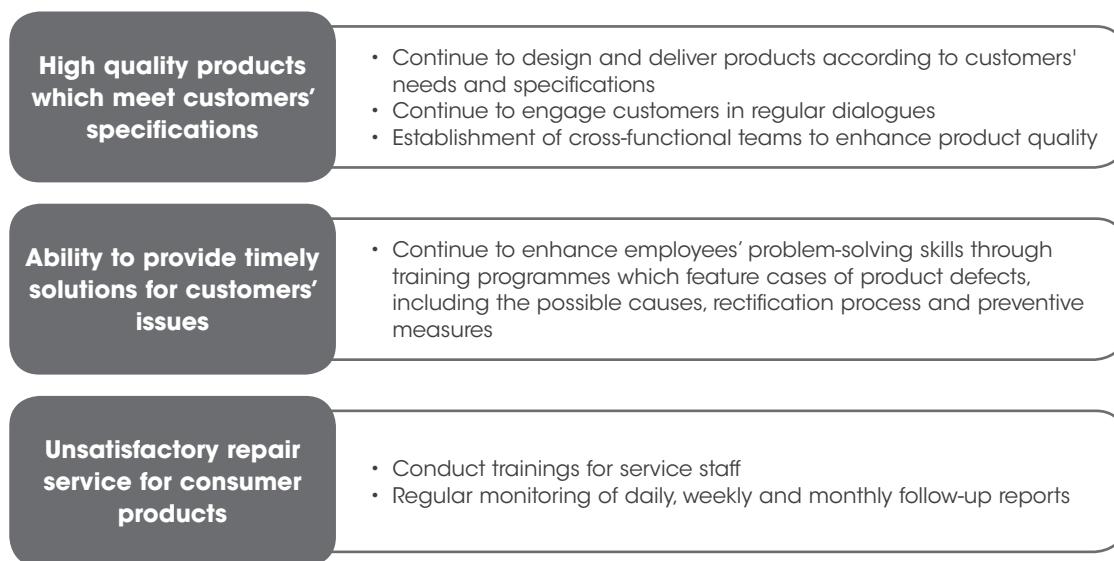 High quality products
which meet customers’
specifications
• Continue to design and deliver products according to customers'
needs and specifications
• Continue to engage customers in regular dialogues
• Establishment of cross-functional teams to enhance product quality
Ability to provide timely
solutions for customers’
issues
• Continue to enhance employees’ problem-solving skills through
training programmes which feature cases of product defects,
including the possible causes, rectification process and preventive
measures
Unsatisfactory repair
service for consumer
products
• Conduct trainings for service staff
• Regular monitoring of daily, weekly and monthly follow-up reports